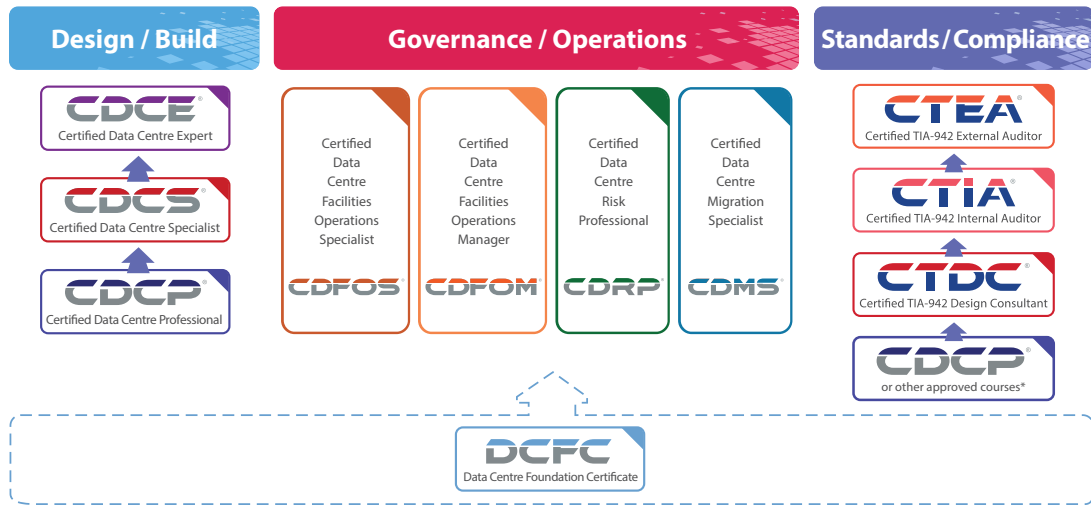 Design / Build
CDCE®
Certified Data Centre Expert
CDCS®
Certified Data Centre Specialist
CDCP®
Certified Data Centre Professional
Governance / Operations
Certified
Data
Centre
Facilities
Operations
Specialist
CDFOS®
Certified
Data
Centre
Facilities
Operations
Manager
CDFOM®
Certified
Data
Centre
Risk
Professional
CDRP®
Certified
Data
Centre
Migration
Specialist
CDMS®
Standards / Compliance
CTEA®
Certified TIA-942 External Auditor
CTIA®
Certified TIA-942 Internal Auditor
CTDC®
Certified TIA-942 Design Consultant
CDCP®
or other approved courses*
DCFC®
Data Centre Foundation Certificate